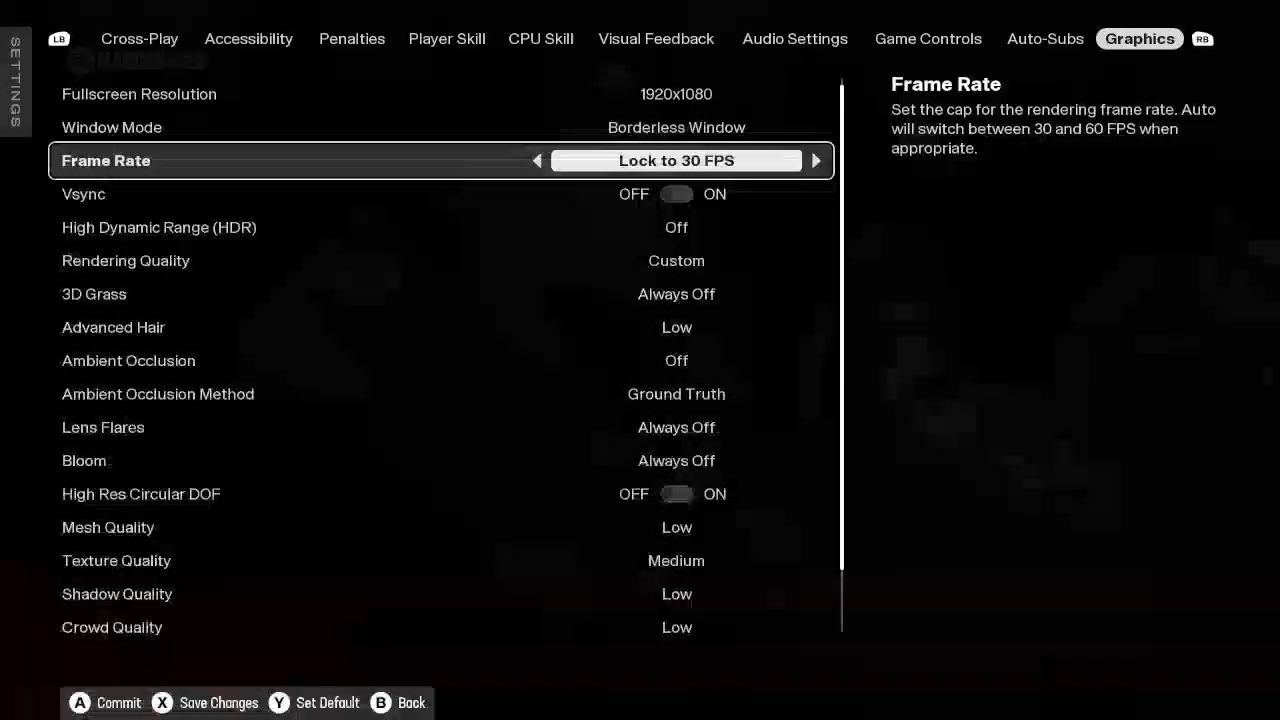 SETTINGS
LB Cross-Play Accessibility Penalties Player Skill CPU Skill Visual Feedback Audio Settings Game Controls Auto-Subs Graphics RB
Fullscreen Resolution 1920x1080
Window Mode Borderless Window
Frame Rate Lock to 30 FPS
Vsync OFF ON
High Dynamic Range (HDR) Off
Rendering Quality Custom
3D Grass Always Off
Advanced Hair Low
Ambient Occlusion Off
Ambient Occlusion Method Ground Truth
Lens Flares Always Off
Bloom Always Off
High Res Circular DOF OFF ON
Mesh Quality Low
Texture Quality Medium
Shadow Quality Low
Crowd Quality Low
Frame Rate
Set the cap for the rendering frame rate. Auto
will switch between 30 and 60 FPS when
appropriate.
A Commit X Save Changes Y Set Default B Back